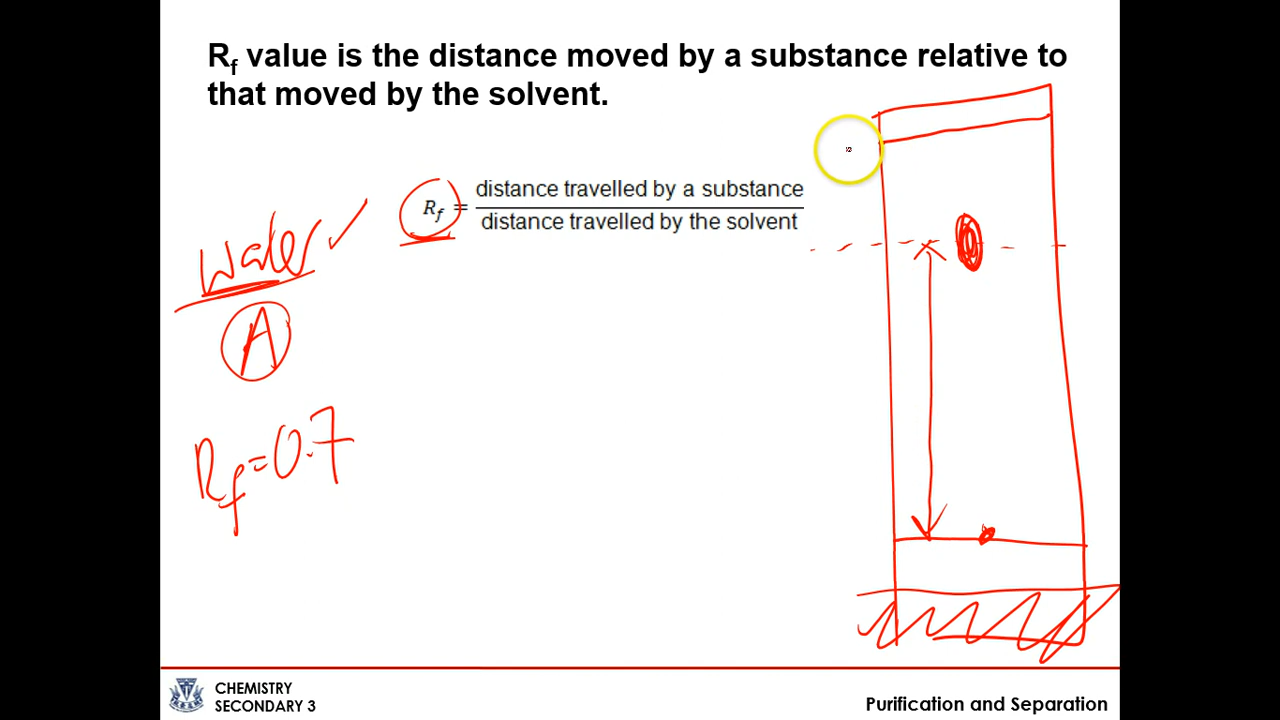 Rf value is the distance moved by a substance relative to
that moved by the solvent.
Rf = distance travelled by a substance
distance travelled by the solvent
water ✓
A
Rf = 0.7
CHEMISTRY
SECONDARY 3
Purification and Separation